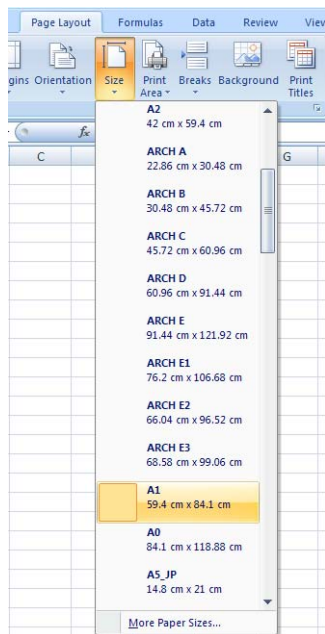 Page Layout Formulas Data Review View
gins Orientation Size Print Area Breaks Background Print Titles
fx
C G
A2
42 cm x 59.4 cm
ARCH A
22.86 cm x 30.48 cm
ARCH B
30.48 cm x 45.72 cm
ARCH C
45.72 cm x 60.96 cm
ARCH D
60.96 cm x 91.44 cm
ARCH E
91.44 cm x 121.92 cm
ARCH E1
76.2 cm x 106.68 cm
ARCH E2
66.04 cm x 96.52 cm
ARCH E3
68.58 cm x 99.06 cm
A1
59.4 cm x 84.1 cm
A0
84.1 cm x 118.88 cm
A5_JP
14.8 cm x 21 cm
More Paper Sizes...